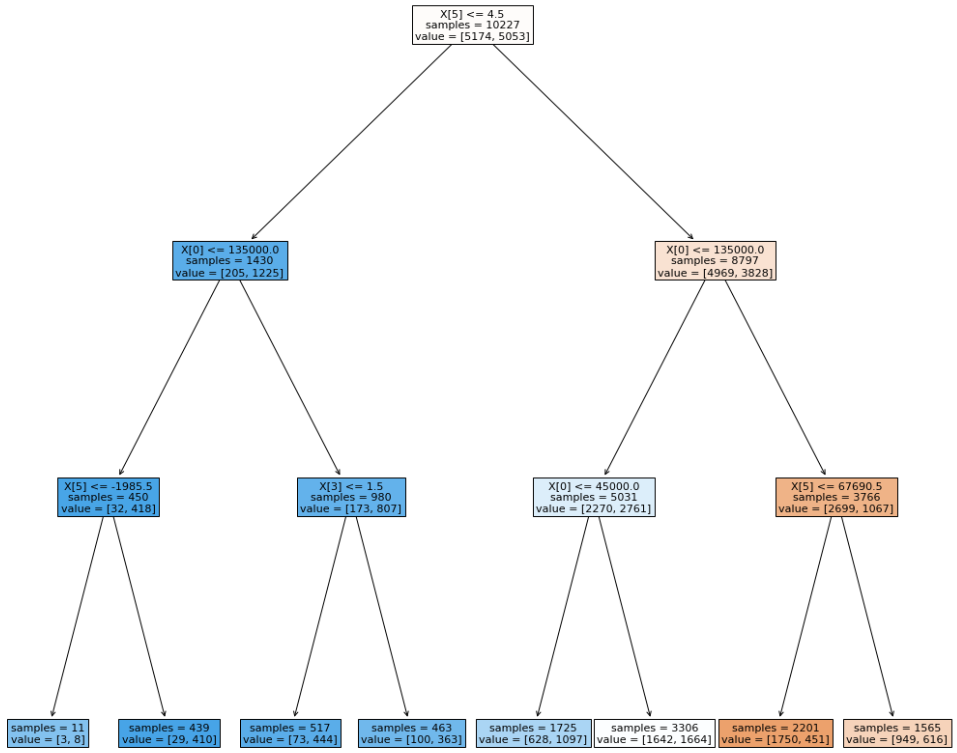 X[5] <= 4.5
samples = 10227
value = [5174, 5053]
X[0] <= 135000.0
samples = 1430
value = [205, 1225]
X[0] <= 135000.0
samples = 8797
value = [4969, 3828]
X[5] <= -1985.5
samples = 450
value = [32, 418]
X[3] <= 1.5
samples = 980
value = [173, 807]
X[0] <= 45000.0
samples = 5031
value = [2270, 2761]
X[5] <= 67690.5
samples = 3766
value = [2699, 1067]
samples = 11
value = [3, 8]
samples = 439
value = [29, 410]
samples = 517
value = [73, 444]
samples = 463
value = [100, 363]
samples = 1725
value = [628, 1097]
samples = 3306
value = [1642, 1664]
samples = 2201
value = [1750, 451]
samples = 1565
value = [949, 616]